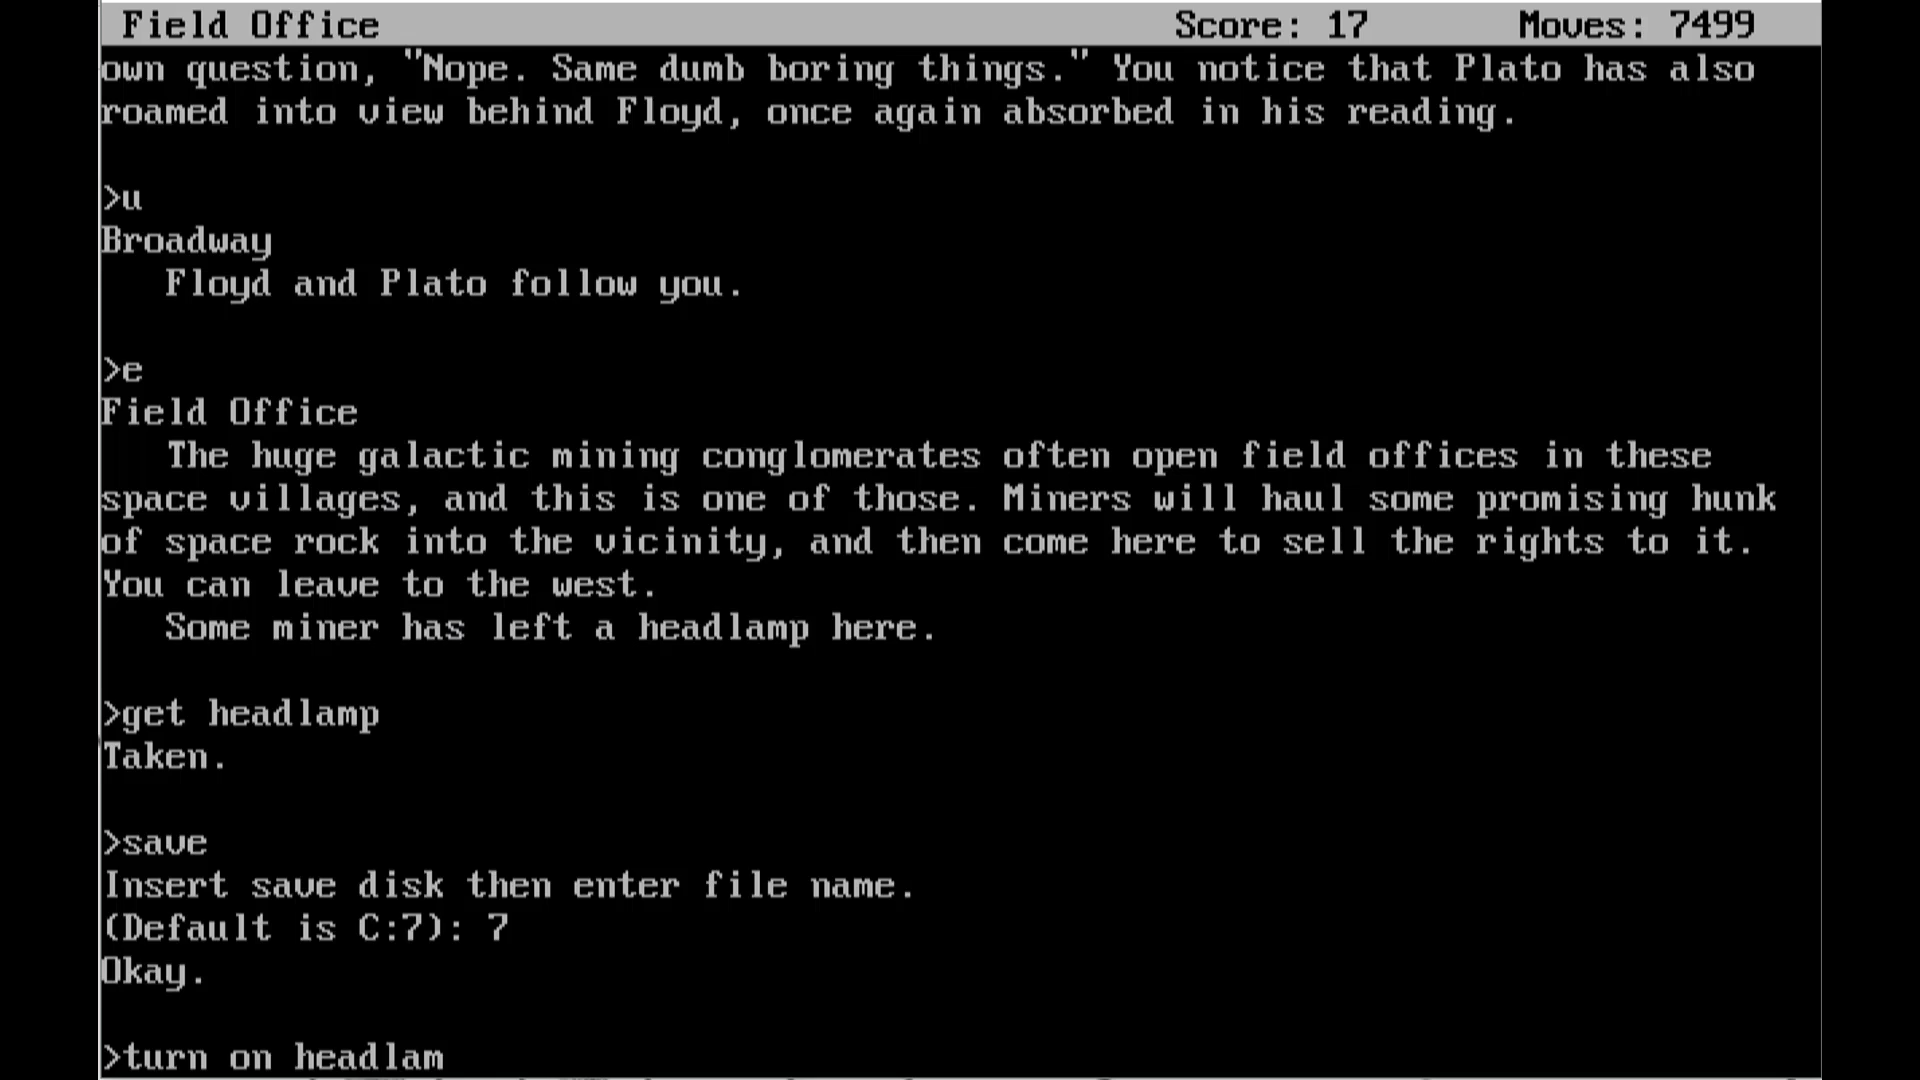 Field Office Score: 17 Moves: 7499
own question, "Nope. Same dumb boring things." You notice that Plato has also
roamed into view behind Floyd, once again absorbed in his reading.
>u
Broadway
Floyd and Plato follow you.
>e
Field Office
The huge galactic mining conglomerates often open field offices in these
space villages, and this is one of those. Miners will haul some promising hunk
of space rock into the vicinity, and then come here to sell the rights to it.
You can leave to the west.
Some miner has left a headlamp here.
>get headlamp
Taken.
>save
Insert save disk then enter file name.
(Default is C:7): 7
Okay.
>turn on headlam